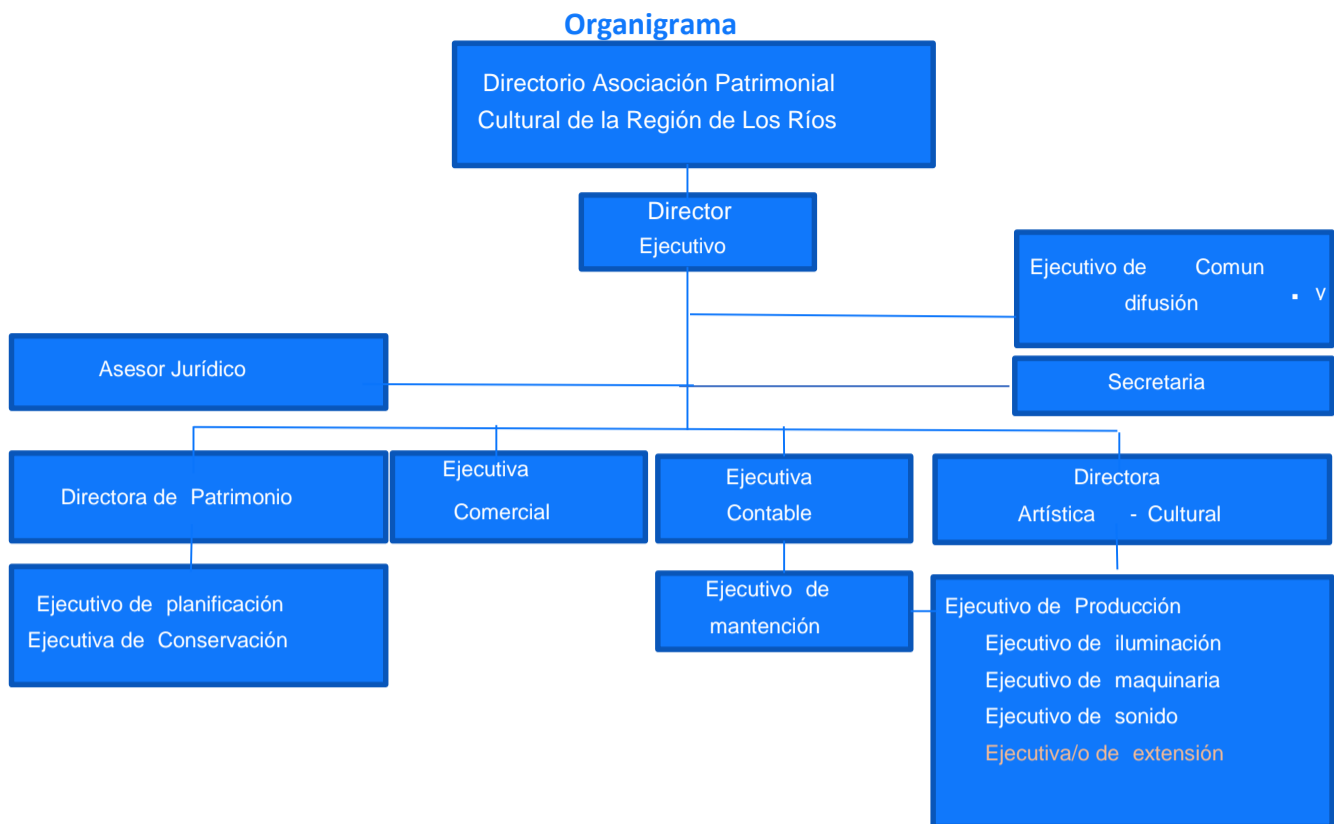 Organigrama
Directorio Asociación Patrimonial
Cultural de la Región de Los Ríos
Director
Ejecutivo
Ejecutivo de Comun
difusión
▪ v
Asesor Jurídico
Secretaria
Directora de Patrimonio
Ejecutiva
Comercial
Ejecutiva
Contable
Directora
Artística - Cultural
Ejecutivo de planificación
Ejecutiva de Conservación
Ejecutivo de
mantención
Ejecutivo de Producción
Ejecutivo de iluminación
Ejecutivo de maquinaria
Ejecutivo de sonido
Ejecutiva/o de extensión